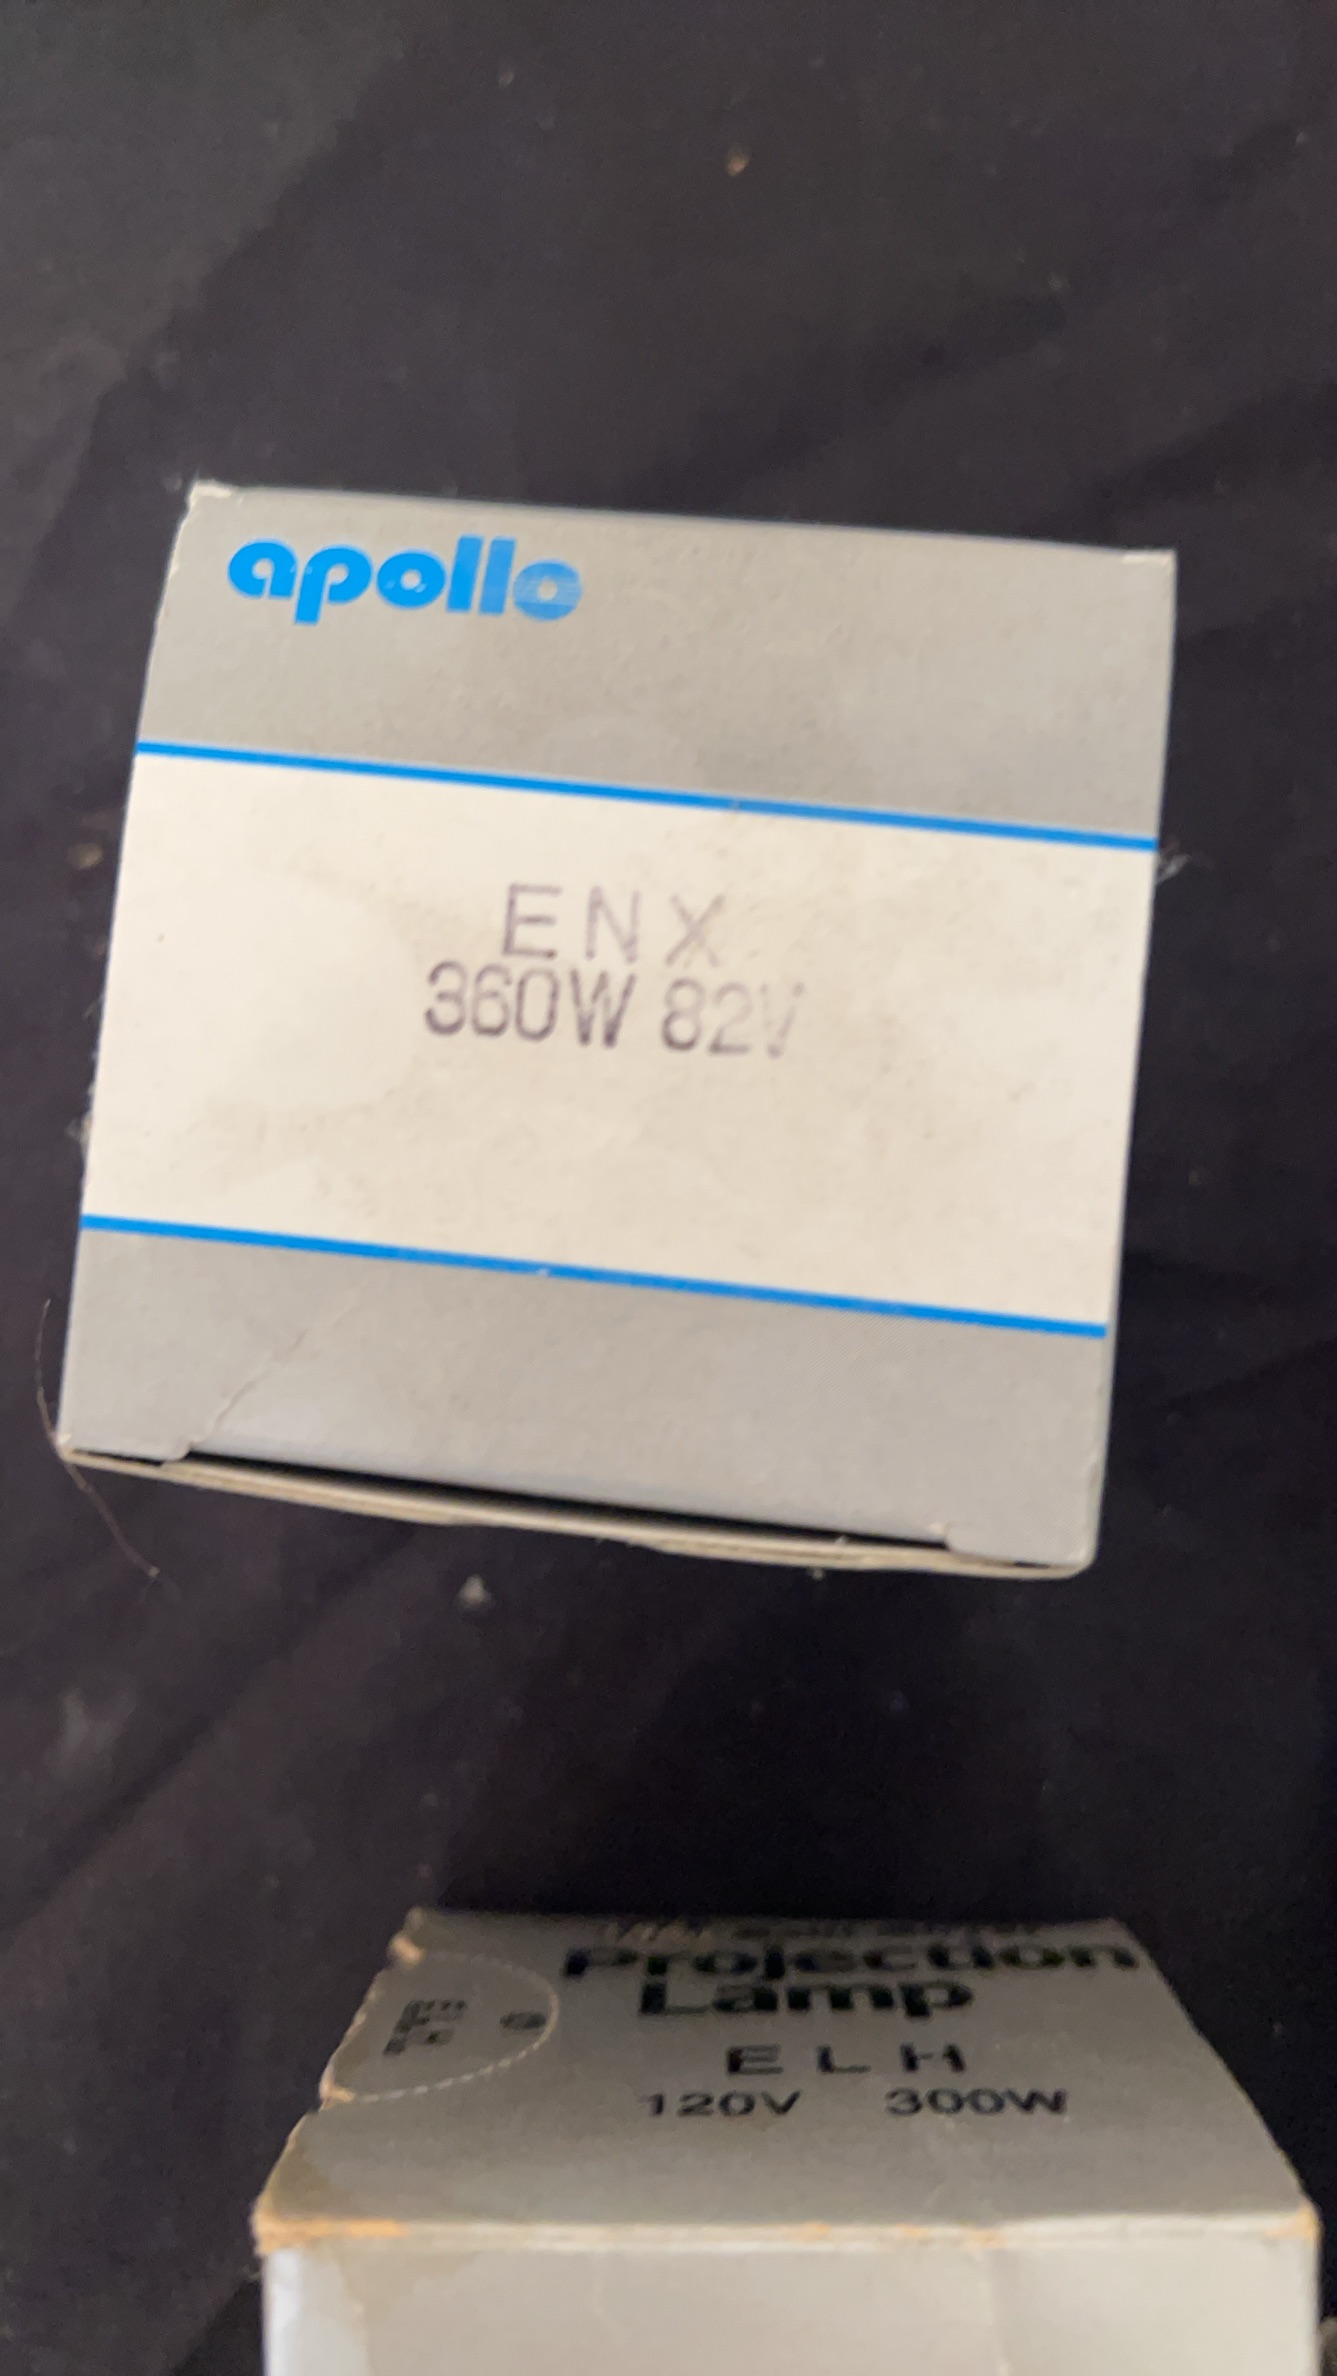 apollo
ENX
360W 82V
Projection
Lamp
ELH
120V 300W